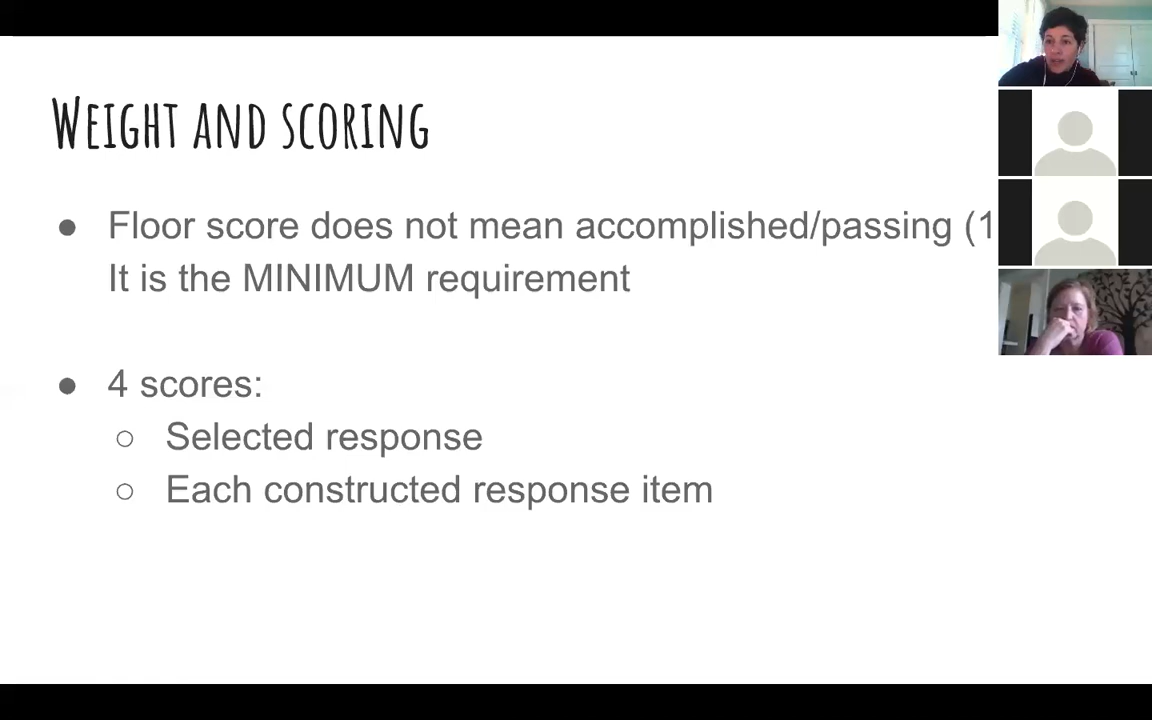 Weight and scoring
● Floor score does not mean accomplished/passing (1
It is the MINIMUM requirement
● 4 scores:
○ Selected response
○ Each constructed response item